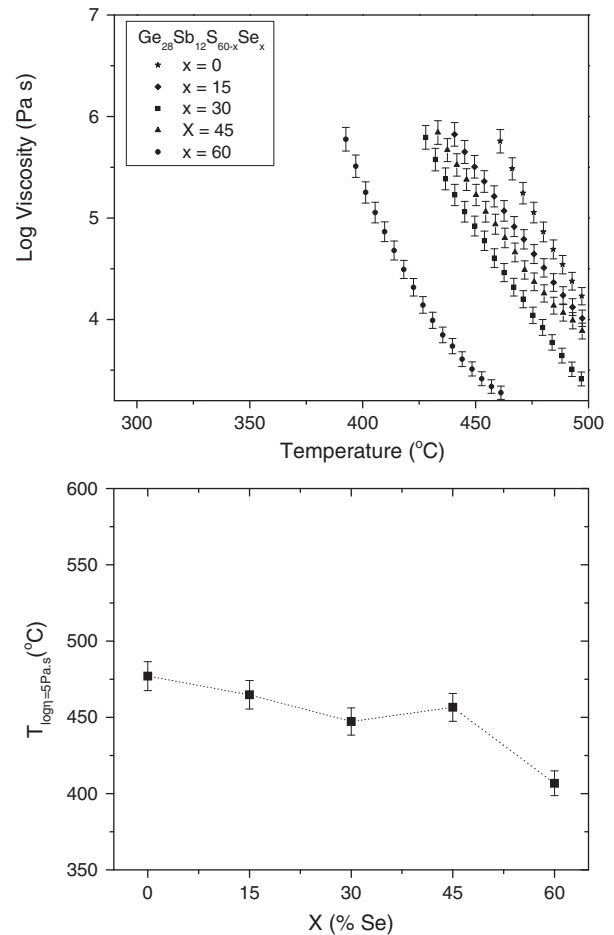 7
6
5
4
Log Viscosity (Pa s)
Ge₂₈Sb₁₂S₆₀₋ₓSeₓ
x = 0
x = 15
x = 30
X = 45
x = 60
300 350 400 450 500
Temperature (°C)
600
550
500
450
400
350
T logη=5Pa.s (°C)
0 15 30 45 60
X (% Se)